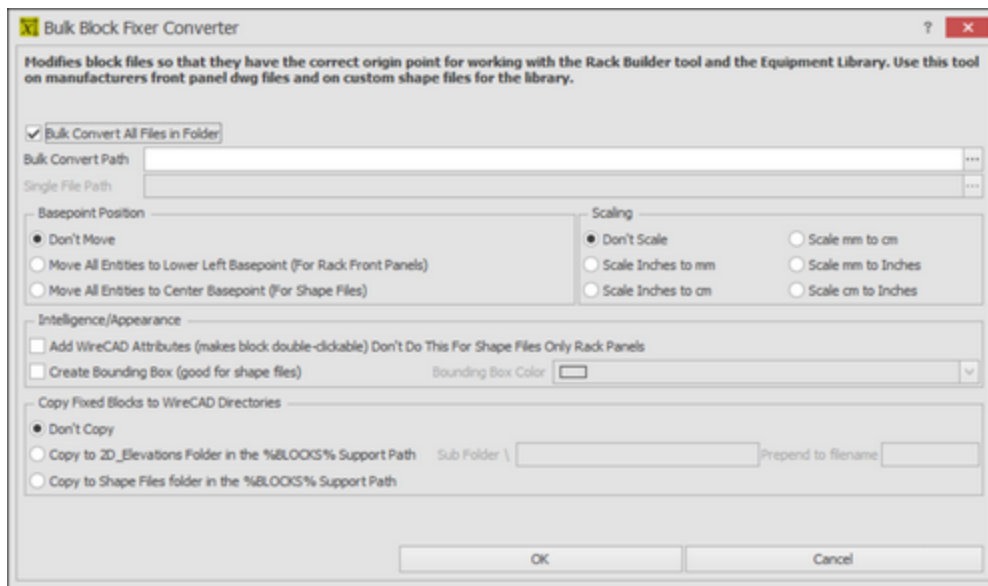 Bulk Block Fixer Converter
Modifies block files so that they have the correct origin point for working with the Rack Builder tool and the Equipment Library. Use this tool
on manufacturers front panel dwg files and on custom shape files for the library.
Bulk Convert All Files in Folder
Bulk Convert Path
Single File Path
Basepoint Position
Scaling
Don't Move
Don't Scale
Scale mm to cm
Move All Entities to Lower Left Basepoint (For Rack Front Panels)
Scale Inches to mm
Scale mm to Inches
Move All Entities to Center Basepoint (For Shape Files)
Scale Inches to cm
Scale cm to Inches
Intelligence/Appearance
Add WireCAD Attributes (makes block double-clickable) Don't Do This For Shape Files Only Rack Panels
Create Bounding Box (good for shape files)
Bounding Box Color
Copy Fixed Blocks to WireCAD Directories
Don't Copy
Copy to 2D_Elevations Folder in the %BLOCKS% Support Path
Sub Folder \
Prepend to filename
Copy to Shape Files folder in the %BLOCKS% Support Path
OK
Cancel